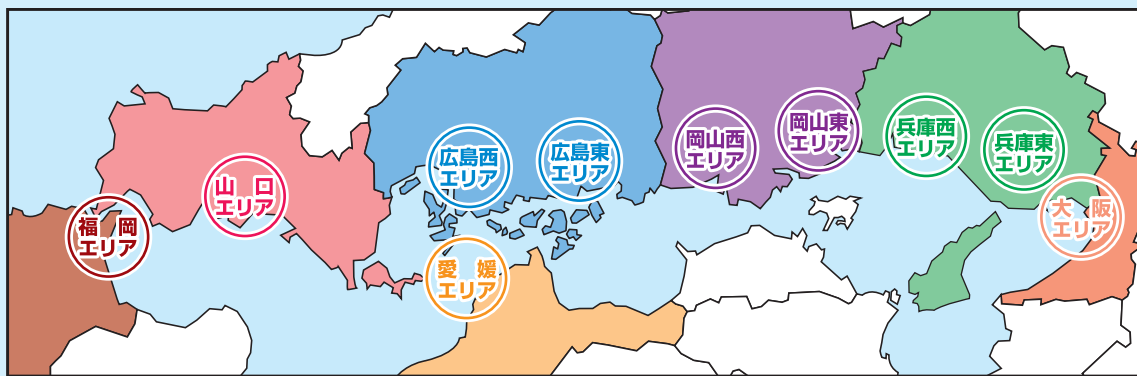 福 岡
エリア
山 口
エリア
広島西
エリア
広島東
エリア
愛 媛
エリア
岡山西
エリア
岡山東
エリア
兵庫西
エリア
兵庫東
エリア
大 阪
エリア